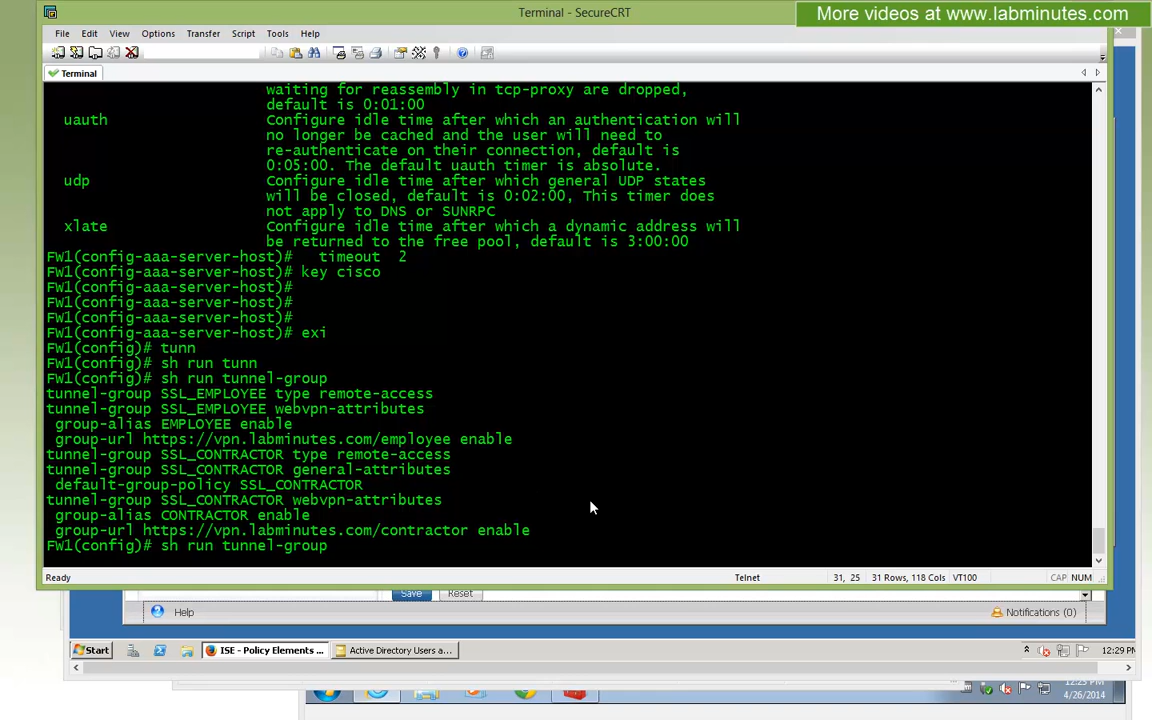 Terminal - SecureCRT
More videos at www.labminutes.com
File Edit View Options Transfer Script Tools Help
Terminal
waiting for reassembly in tcp-proxy are dropped,
default is 0:01:00
uauth Configure idle time after which an authentication will
no longer be cached and the user will need to
re-authenticate on their connection, default is
0:05:00. The default uauth timer is absolute.
udp Configure idle time after which general UDP states
will be closed, default is 0:02:00, This timer does
not apply to DNS or SUNRPC
xlate Configure idle time after which a dynamic address will
be returned to the free pool, default is 3:00:00
FW1(config-aaa-server-host)# timeout 2
FW1(config-aaa-server-host)# key cisco
FW1(config-aaa-server-host)#
FW1(config-aaa-server-host)#
FW1(config-aaa-server-host)#
FW1(config-aaa-server-host)# exi
FW1(config)# tunn
FW1(config)# sh run tunn
FW1(config)# sh run tunnel-group
tunnel-group SSL_EMPLOYEE type remote-access
tunnel-group SSL_EMPLOYEE webvpn-attributes
group-alias EMPLOYEE enable
group-url https://vpn.labminutes.com/employee enable
tunnel-group SSL_CONTRACTOR type remote-access
tunnel-group SSL_CONTRACTOR general-attributes
default-group-policy SSL_CONTRACTOR
tunnel-group SSL_CONTRACTOR webvpn-attributes
group-alias CONTRACTOR enable
group-url https://vpn.labminutes.com/contractor enable
FW1(config)# sh run tunnel-group
Ready Telnet 31, 25 31 Rows, 118 Cols VT100 CAP NUM
Save Reset
Help Notifications (0)
Start ISE - Policy Elements ... Active Directory Users a... 12:29 PM
4/26/2014